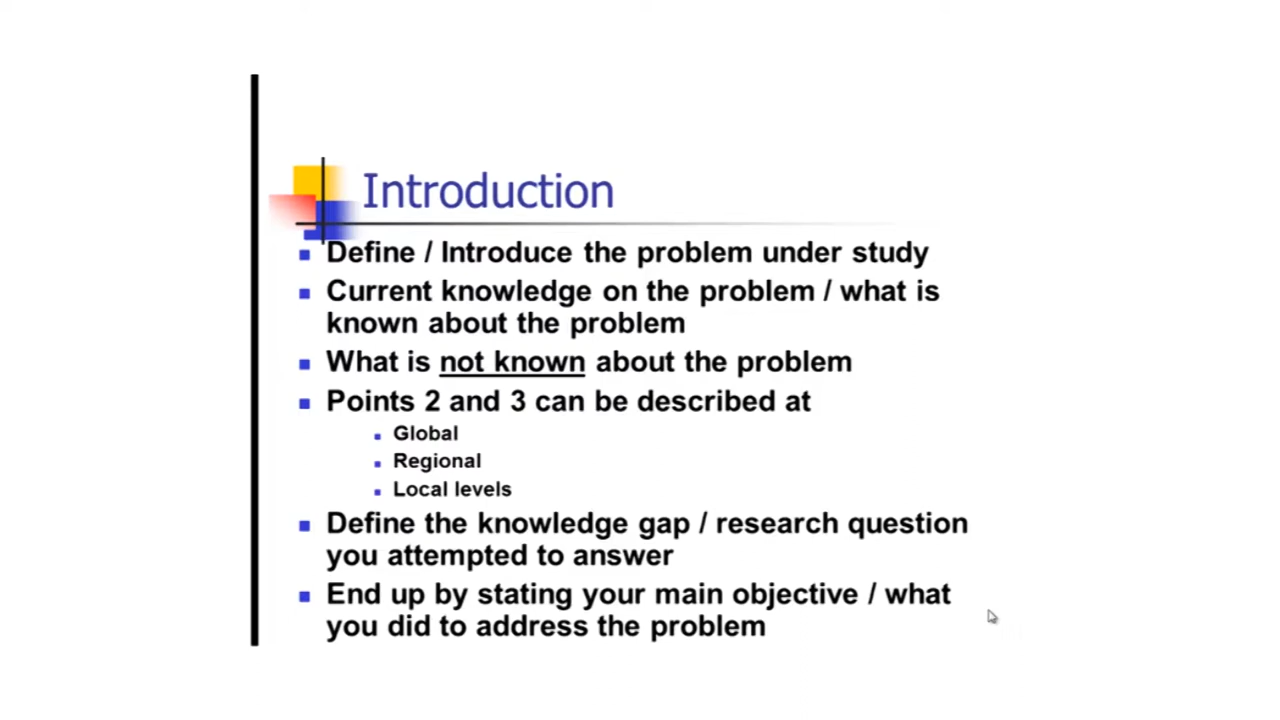 Introduction
Define / Introduce the problem under study
Current knowledge on the problem / what is
known about the problem
What is not known about the problem
Points 2 and 3 can be described at
Global
Regional
Local levels
Define the knowledge gap / research question
you attempted to answer
End up by stating your main objective / what
you did to address the problem